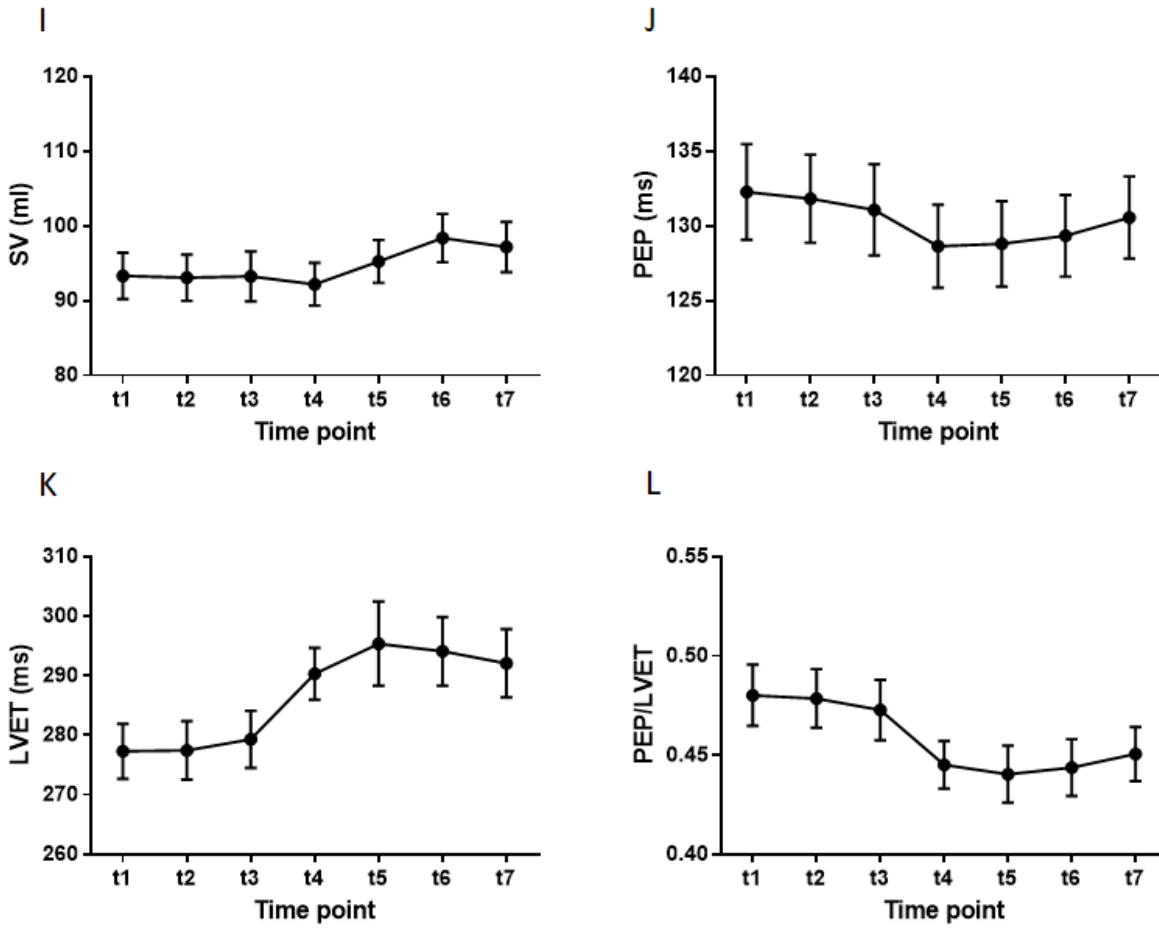 I
SV (ml)
120
110
100
90
80
t1 t2 t3 t4 t5 t6 t7
Time point
J
PEP (ms)
140
135
130
125
120
t1 t2 t3 t4 t5 t6 t7
Time point
K
LVET (ms)
310
300
290
280
270
260
t1 t2 t3 t4 t5 t6 t7
Time point
L
PEP/LVET
0.55
0.50
0.45
0.40
t1 t2 t3 t4 t5 t6 t7
Time point